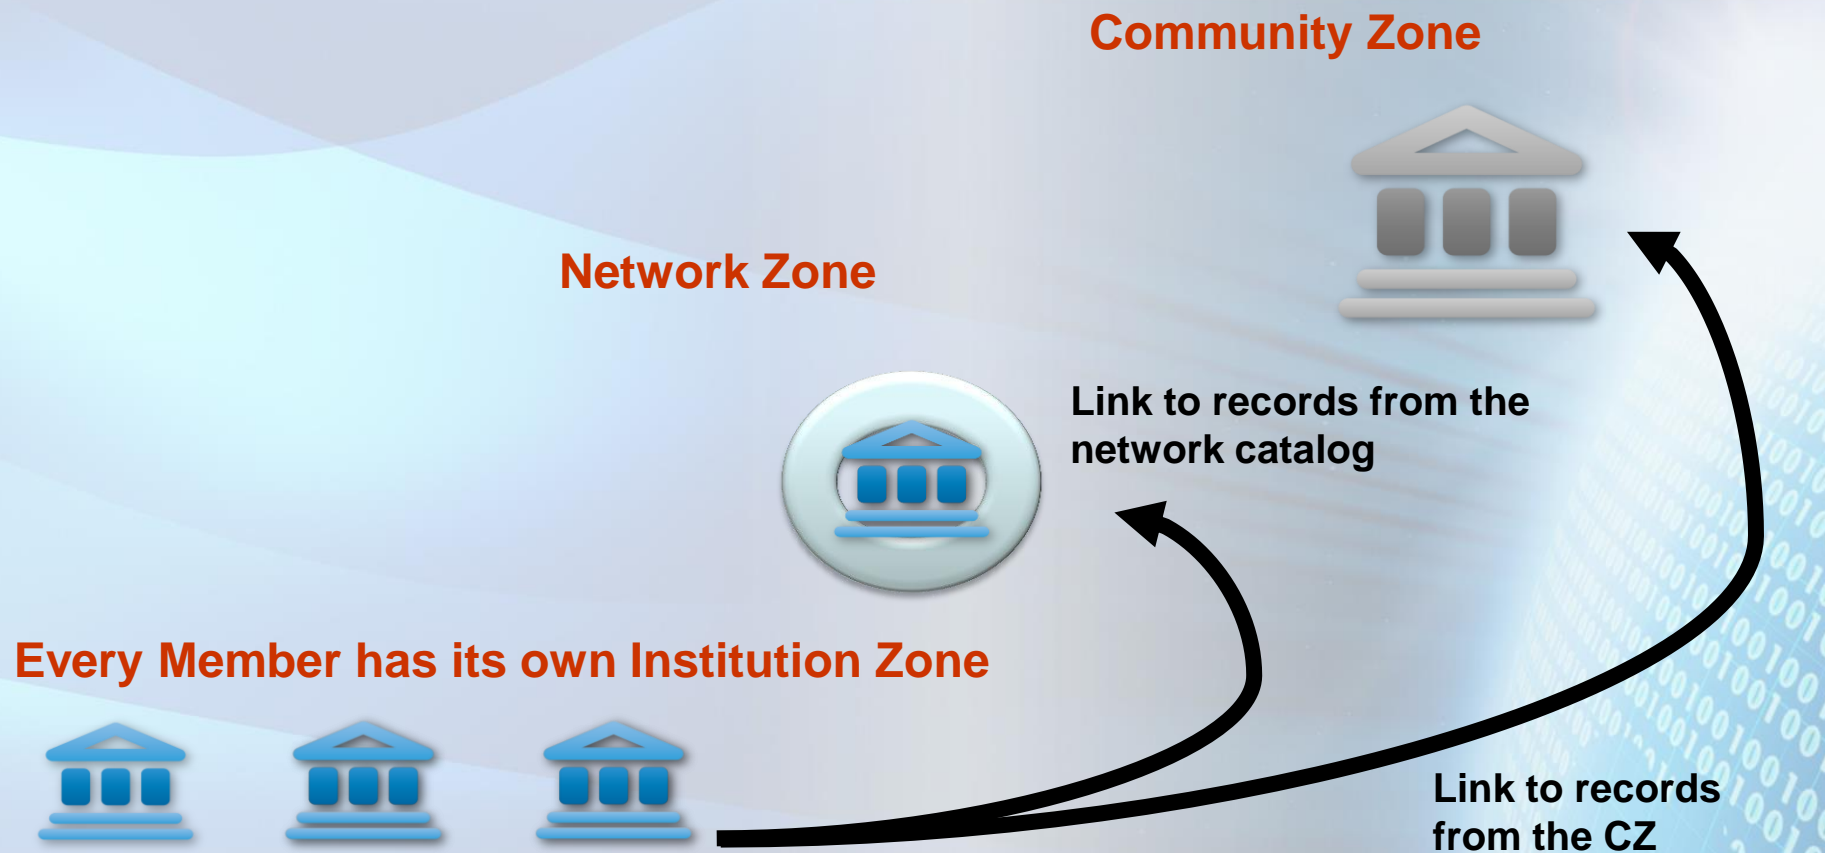 Community Zone
Network Zone
Link to records from the
network catalog
Every Member has its own Institution Zone
Link to records
from the CZ